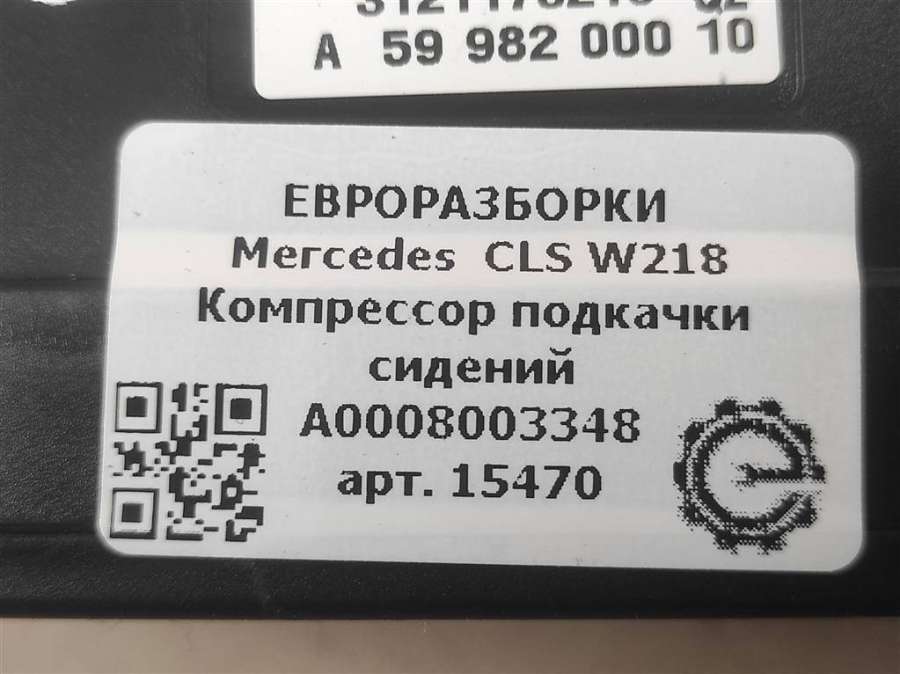 A 59 982 000 10
ЕВРОРАЗБОРКИ
Mercedes CLS W218
Компрессор подкачки
сидений
A0008003348
арт. 15470